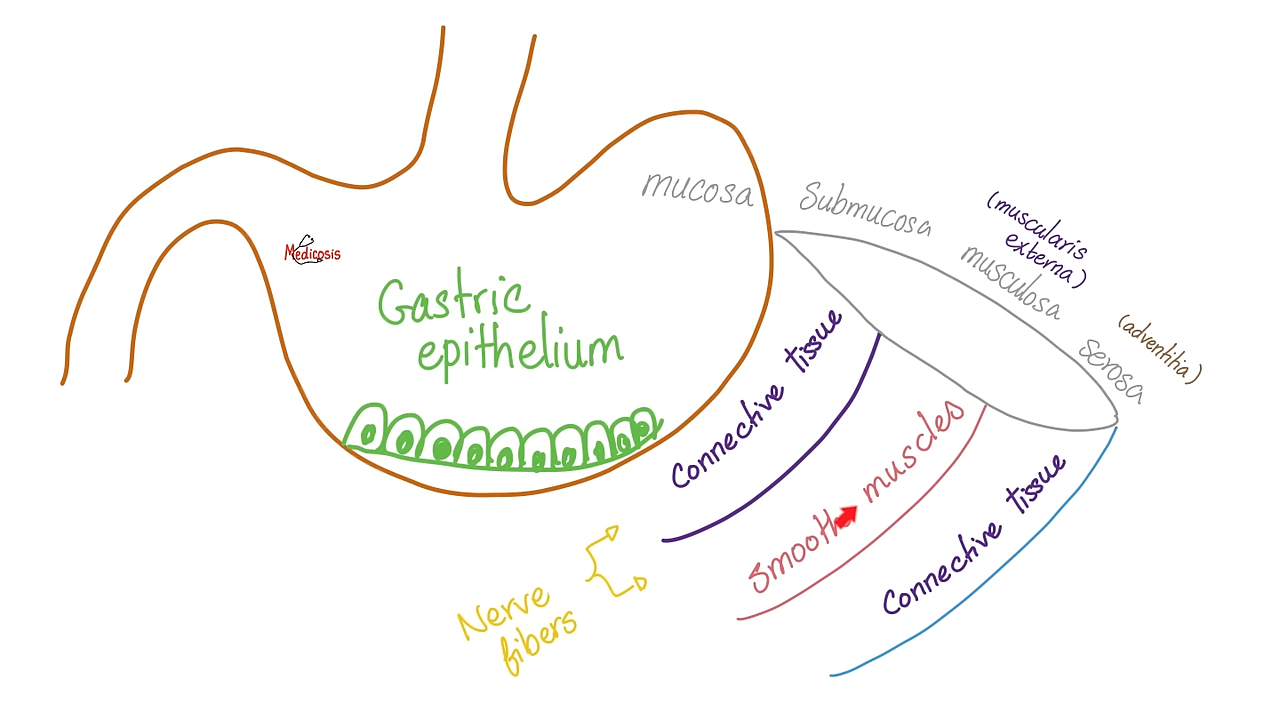 mucosa
Submucosa
(muscularis
externa)
musculosa
(adventitia)
serosa
Medicosis
Gastric
epithelium
Connective tissue
Smooth muscles
Connective tissue
Nerve
fibers